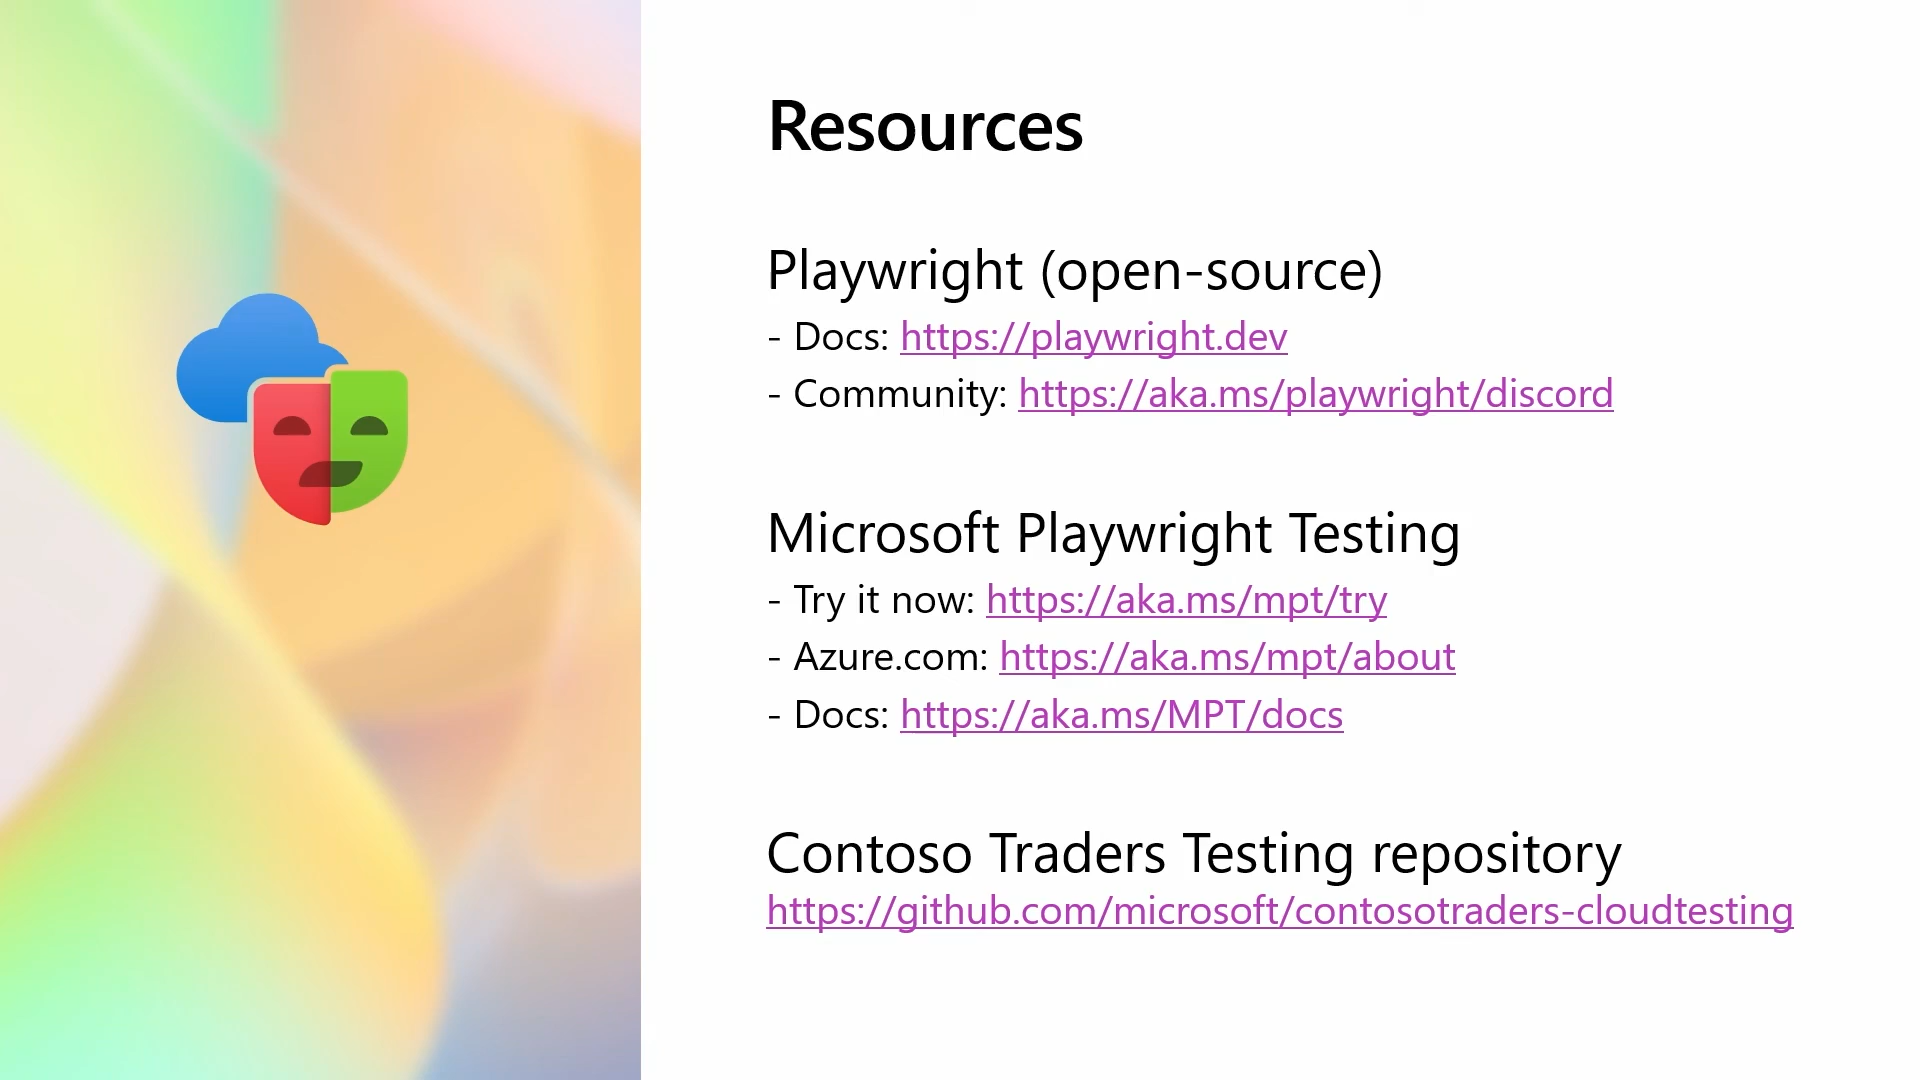 Resources
Playwright (open-source)
- Docs: https://playwright.dev
- Community: https://aka.ms/playwright/discord
Microsoft Playwright Testing
- Try it now: https://aka.ms/mpt/try
- Azure.com: https://aka.ms/mpt/about
- Docs: https://aka.ms/MPT/docs
Contoso Traders Testing repository
https://github.com/microsoft/contosotraders-cloudtesting